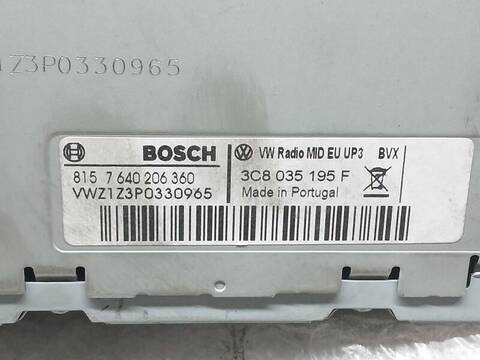 1Z3P0330965
BOSCH VW Radio MID EU UP3 BVX
815 7 640 206 360 3C8 035 195 F
VWZ1Z3P0330965 Made in Portugal